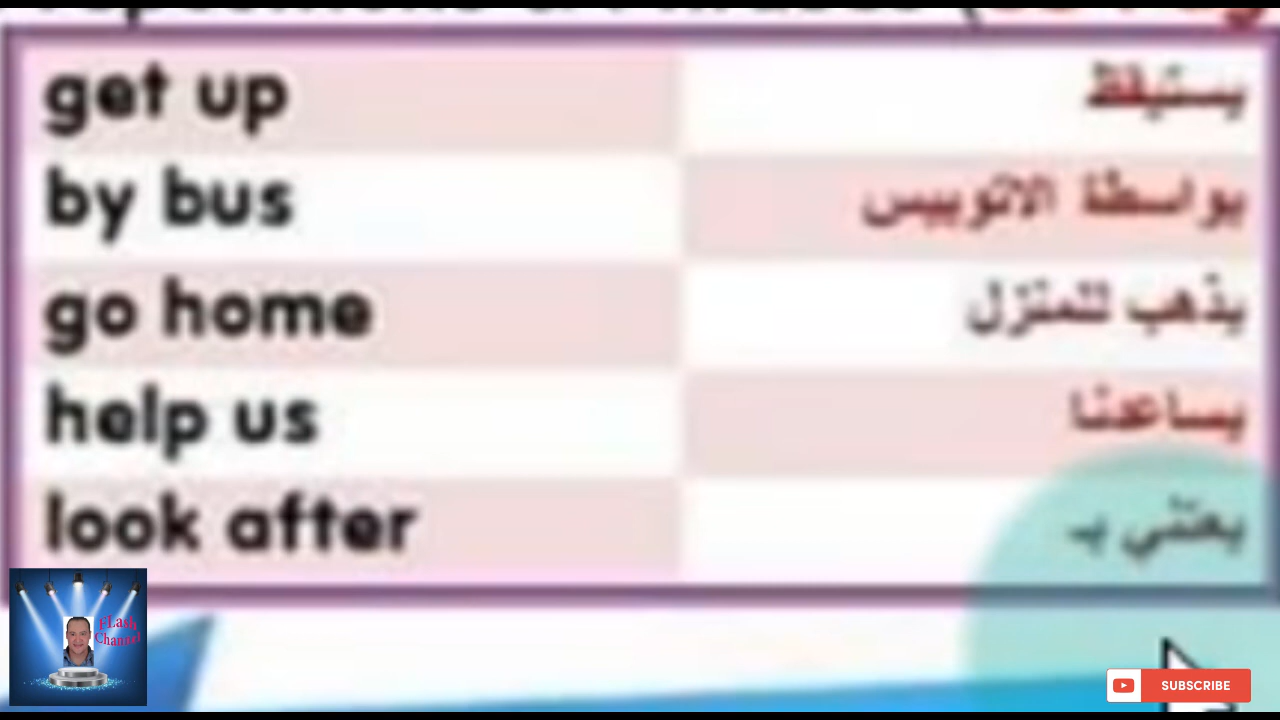 get up يستيقظ
by bus بواسطة الاتوبيس
go home يذهب للمنزل
help us يساعدنا
look after يعتني بـ
FLash
Channel
SUBSCRIBE